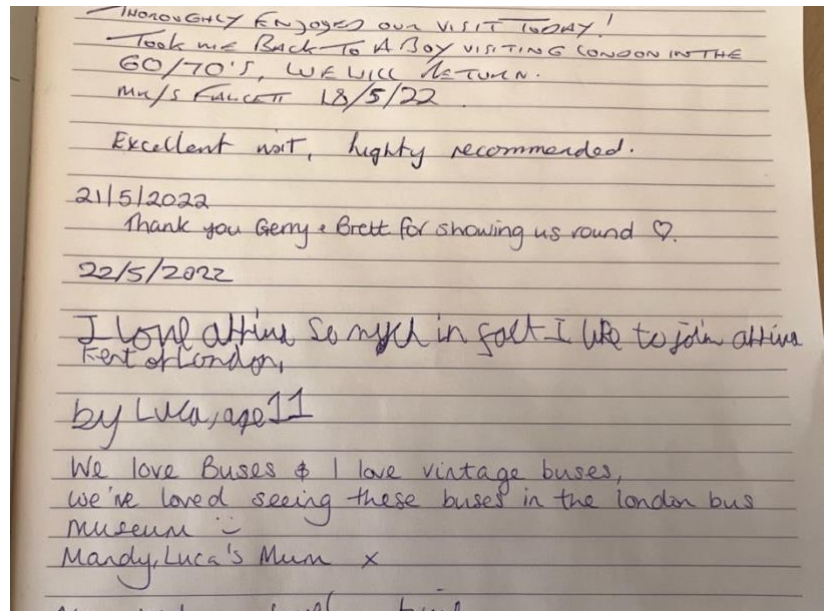 THOROUGHLY ENJOYED OUR VISIT TODAY!
TOOK ME BACK TO A BOY VISITING LONDON IN THE
60/70'S, WE WILL RETURN.
MR/S FAWCETT 18/5/22
Excellent visit, highly recommended.
21/5/2022
Thank you Gerry & Brett for showing us round ♡.
22/5/2022
I love so much in fact I like to join
of London,
by Luca, age 11
We love Buses & I love vintage buses,
we've loved seeing these buses in the london bus
museum :)
Mandy, Luca's Mum x